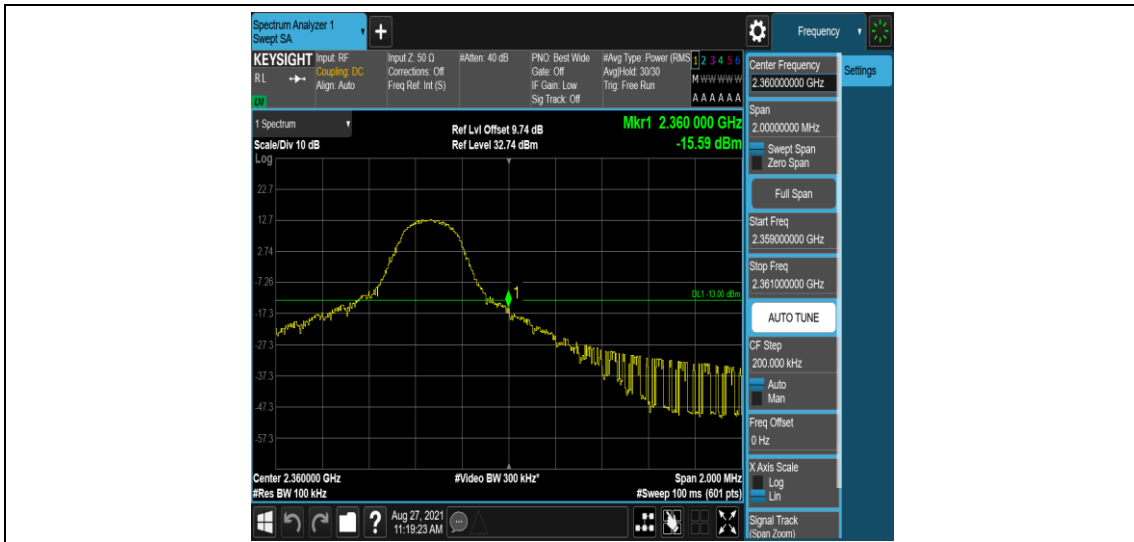 Spectrum Analyzer 1
Swept SA
Frequency
KEYSIGHT
RL
LM
Input: RF
Coupling: DC
Align: Auto
Input Z: 50 Ω
Corrections: Off
Freq Ref: Int (S)
#Atten: 40 dB
PNO: Best Wide
Gate: Off
IF Gain: Low
Sig Track: Off
#Avg Type: Power (RMS
Avg|Hold: 30/30
Trig: Free Run
1 2 3 4 5 6
M W W W W W
A A A A A A
1 Spectrum
Scale/Div 10 dB
Ref Lvl Offset 9.74 dB
Ref Level 32.74 dBm
Mkr1 2.360 000 GHz
-15.59 dBm
Log
22.7
12.7
2.74
-7.26
-17.3
-27.3
-37.3
-47.3
-57.3
1
DL1 -13.00 dBm
Center 2.360000 GHz
#Res BW 100 kHz
#Video BW 300 kHz*
Span 2.000 MHz
#Sweep 100 ms (601 pts)
?
Aug 27, 2021
11:19:23 AM
Center Frequency
2.360000000 GHz
Settings
Span
2.00000000 MHz
Swept Span
Zero Span
Full Span
Start Freq
2.359000000 GHz
Stop Freq
2.361000000 GHz
AUTO TUNE
CF Step
200.000 kHz
Auto
Man
Freq Offset
0 Hz
X Axis Scale
Log
Lin
Signal Track
(Span Zoom)